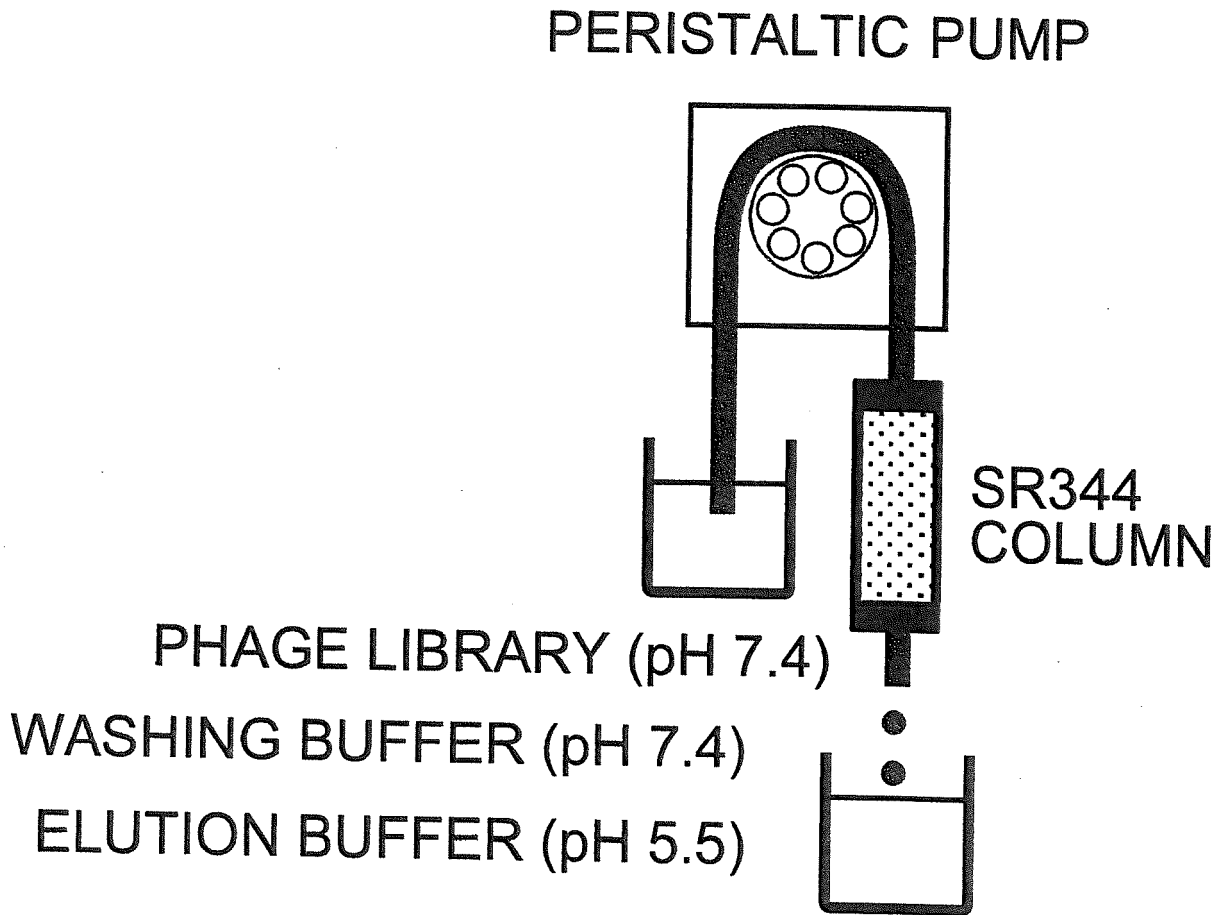 PERISTALTIC PUMP
SR344
COLUMN
PHAGE LIBRARY (pH 7.4)
WASHING BUFFER (pH 7.4)
ELUTION BUFFER (pH 5.5)